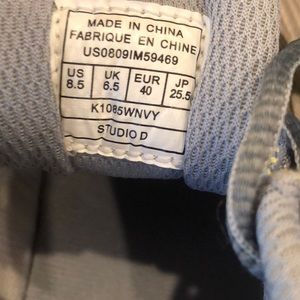 MADE IN CHINA
FABRIQUE EN CHINE
US0809IM59469
US UK EUR JP
8.5 6.5 40 25.5
K1085WNVY
STUDIO D